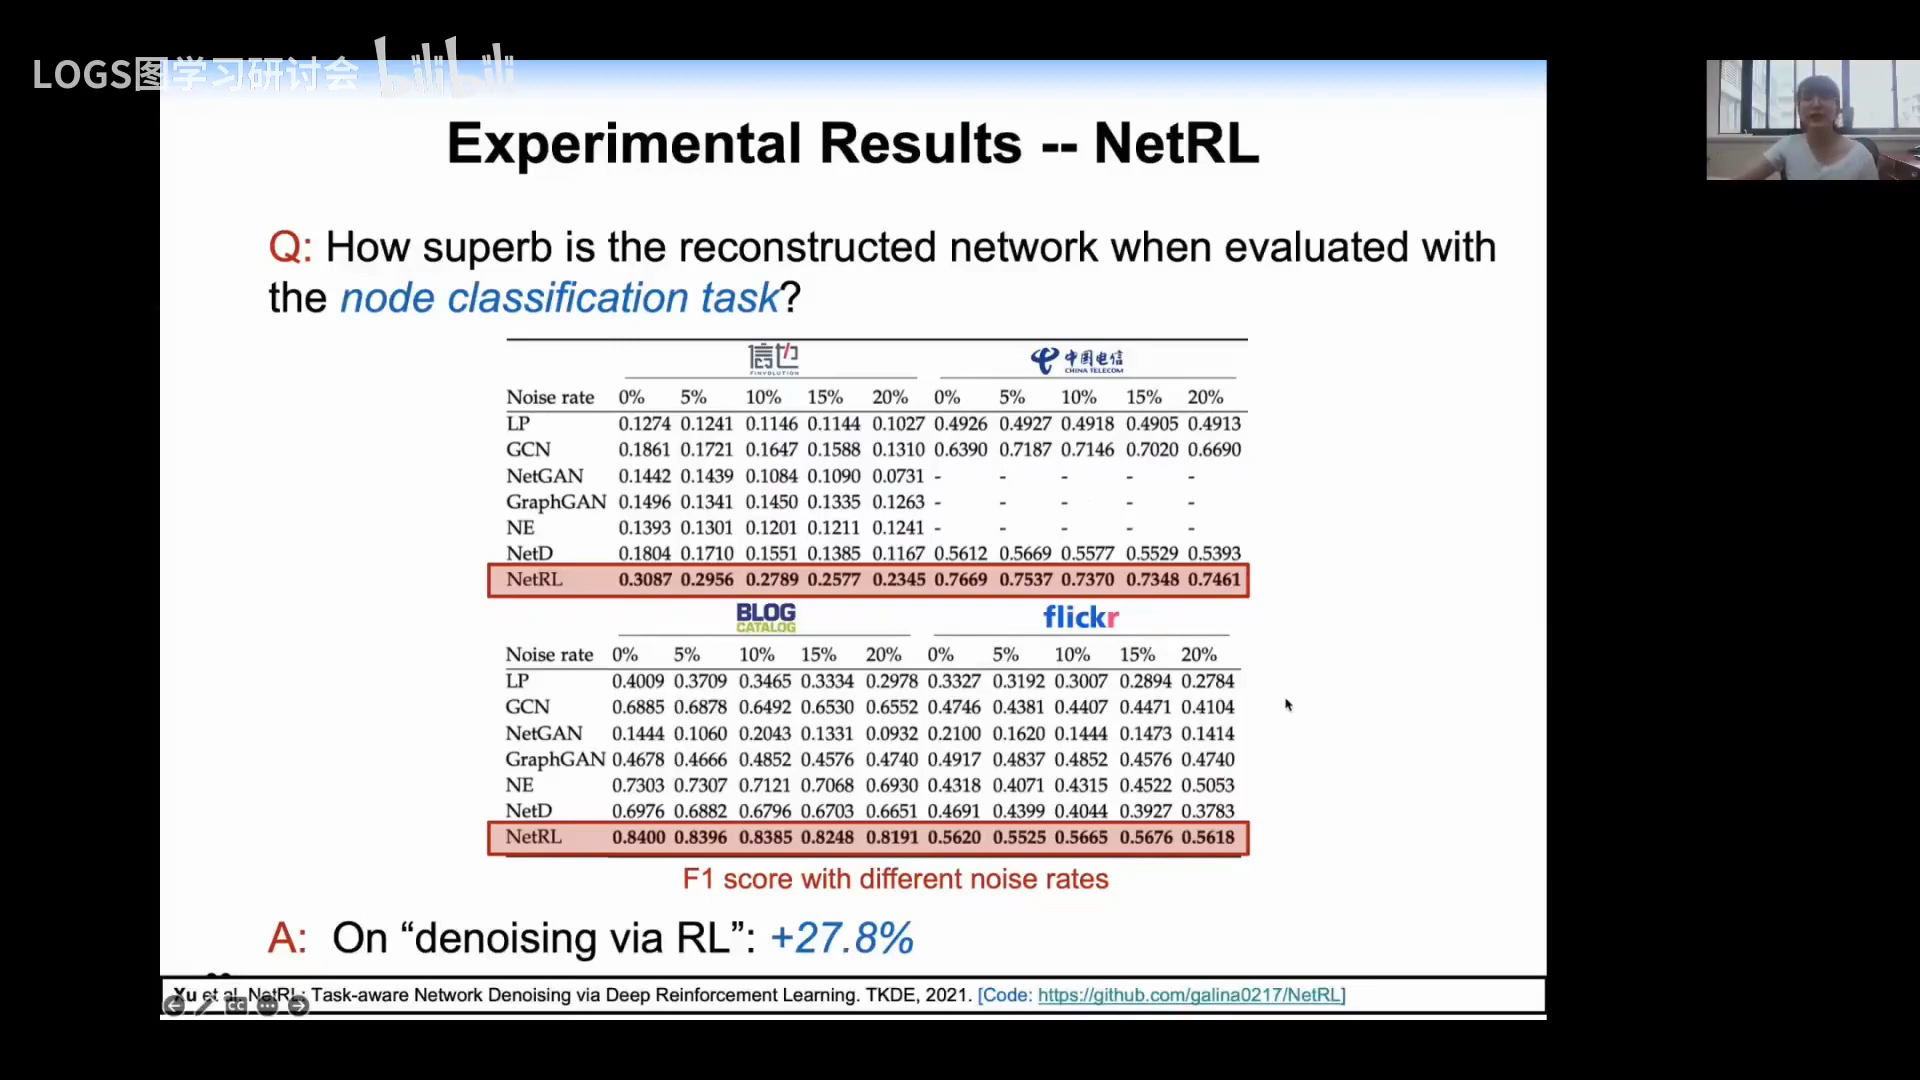 LOGS图学习研讨会 bilibili
Experimental Results -- NetRL
Q: How superb is the reconstructed network when evaluated with
the node classification task?
信也 FINVOLUTION 中国电信 CHINA TELECOM
Noise rate 0% 5% 10% 15% 20% 0% 5% 10% 15% 20%
LP 0.1274 0.1241 0.1146 0.1144 0.1027 0.4926 0.4927 0.4918 0.4905 0.4913
GCN 0.1861 0.1721 0.1647 0.1588 0.1310 0.6390 0.7187 0.7146 0.7020 0.6690
NetGAN 0.1442 0.1439 0.1084 0.1090 0.0731 - - - - -
GraphGAN 0.1496 0.1341 0.1450 0.1335 0.1263 - - - - -
NE 0.1393 0.1301 0.1201 0.1211 0.1241 - - - - -
NetD 0.1804 0.1710 0.1551 0.1385 0.1167 0.5612 0.5669 0.5577 0.5529 0.5393
NetRL 0.3087 0.2956 0.2789 0.2577 0.2345 0.7669 0.7537 0.7370 0.7348 0.7461
BLOG CATALOG flickr
Noise rate 0% 5% 10% 15% 20% 0% 5% 10% 15% 20%
LP 0.4009 0.3709 0.3465 0.3334 0.2978 0.3327 0.3192 0.3007 0.2894 0.2784
GCN 0.6885 0.6878 0.6492 0.6530 0.6552 0.4746 0.4381 0.4407 0.4471 0.4104
NetGAN 0.1444 0.1060 0.2043 0.1331 0.0932 0.2100 0.1620 0.1444 0.1473 0.1414
GraphGAN 0.4678 0.4666 0.4852 0.4576 0.4740 0.4917 0.4837 0.4852 0.4576 0.4740
NE 0.7303 0.7307 0.7121 0.7068 0.6930 0.4318 0.4071 0.4315 0.4522 0.5053
NetD 0.6976 0.6882 0.6796 0.6703 0.6651 0.4691 0.4399 0.4044 0.3927 0.3783
NetRL 0.8400 0.8396 0.8385 0.8248 0.8191 0.5620 0.5525 0.5665 0.5676 0.5618
F1 score with different noise rates
A: On “denoising via RL”: +27.8%
Xu et al. NetRL: Task-aware Network Denoising via Deep Reinforcement Learning. TKDE, 2021. [Code: https://github.com/galina0217/NetRL]